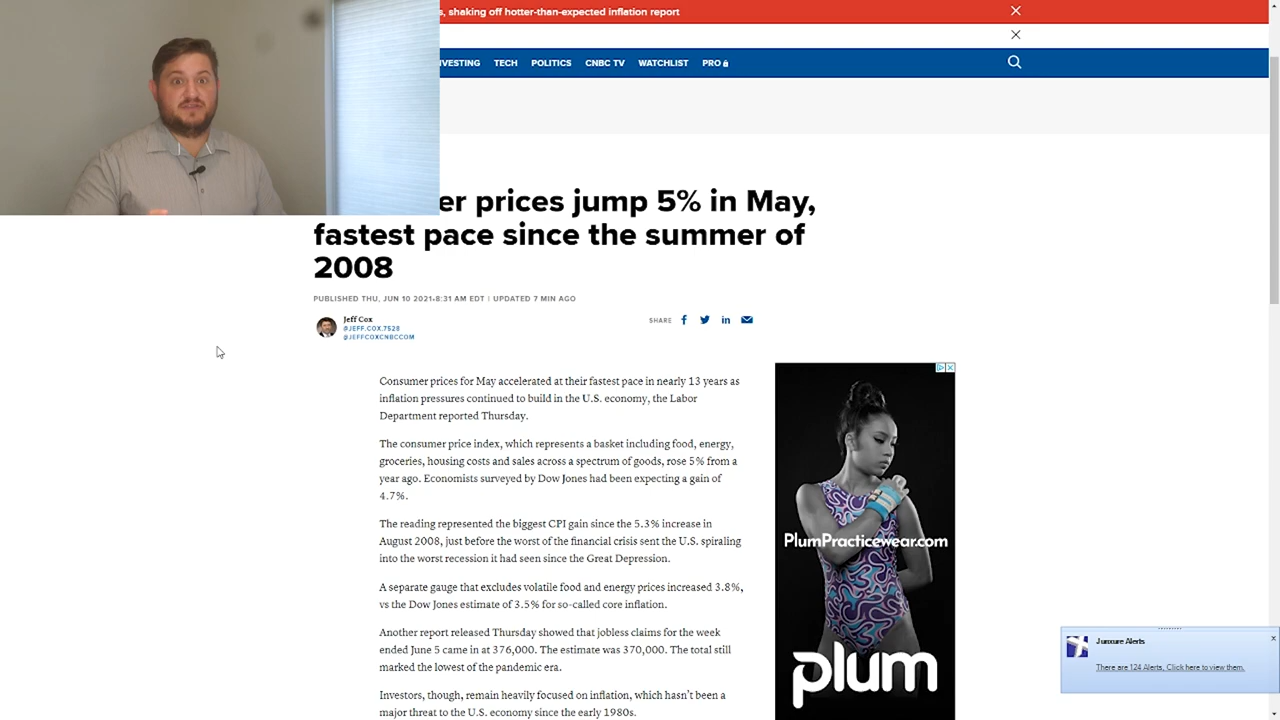 s, shaking off hotter-than-expected inflation report
VESTING TECH POLITICS CNBC TV WATCHLIST PRO
er prices jump 5% in May,
fastest pace since the summer of
2008
PUBLISHED THU, JUN 10 2021•8:31 AM EDT | UPDATED 7 MIN AGO
Jeff Cox
@JEFF.COX.7528
@JEFFCOXCNBCCOM
SHARE
Consumer prices for May accelerated at their fastest pace in nearly 13 years as
inflation pressures continued to build in the U.S. economy, the Labor
Department reported Thursday.
The consumer price index, which represents a basket including food, energy,
groceries, housing costs and sales across a spectrum of goods, rose 5% from a
year ago. Economists surveyed by Dow Jones had been expecting a gain of
4.7%.
The reading represented the biggest CPI gain since the 5.3% increase in
August 2008, just before the worst of the financial crisis sent the U.S. spiraling
into the worst recession it had seen since the Great Depression.
A separate gauge that excludes volatile food and energy prices increased 3.8%,
vs the Dow Jones estimate of 3.5% for so-called core inflation.
Another report released Thursday showed that jobless claims for the week
ended June 5 came in at 376,000. The estimate was 370,000. The total still
marked the lowest of the pandemic era.
Investors, though, remain heavily focused on inflation, which hasn't been a
major threat to the U.S. economy since the early 1980s.
PlumPracticewear.com
plum
Junxure Alerts
There are 124 Alerts, Click here to view them.